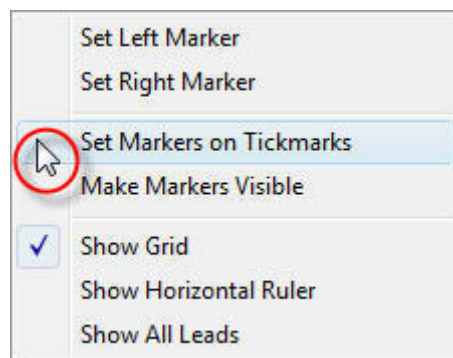 Set Left Marker
Set Right Marker
Set Markers on Tickmarks
Make Markers Visible
Show Grid
Show Horizontal Ruler
Show All Leads